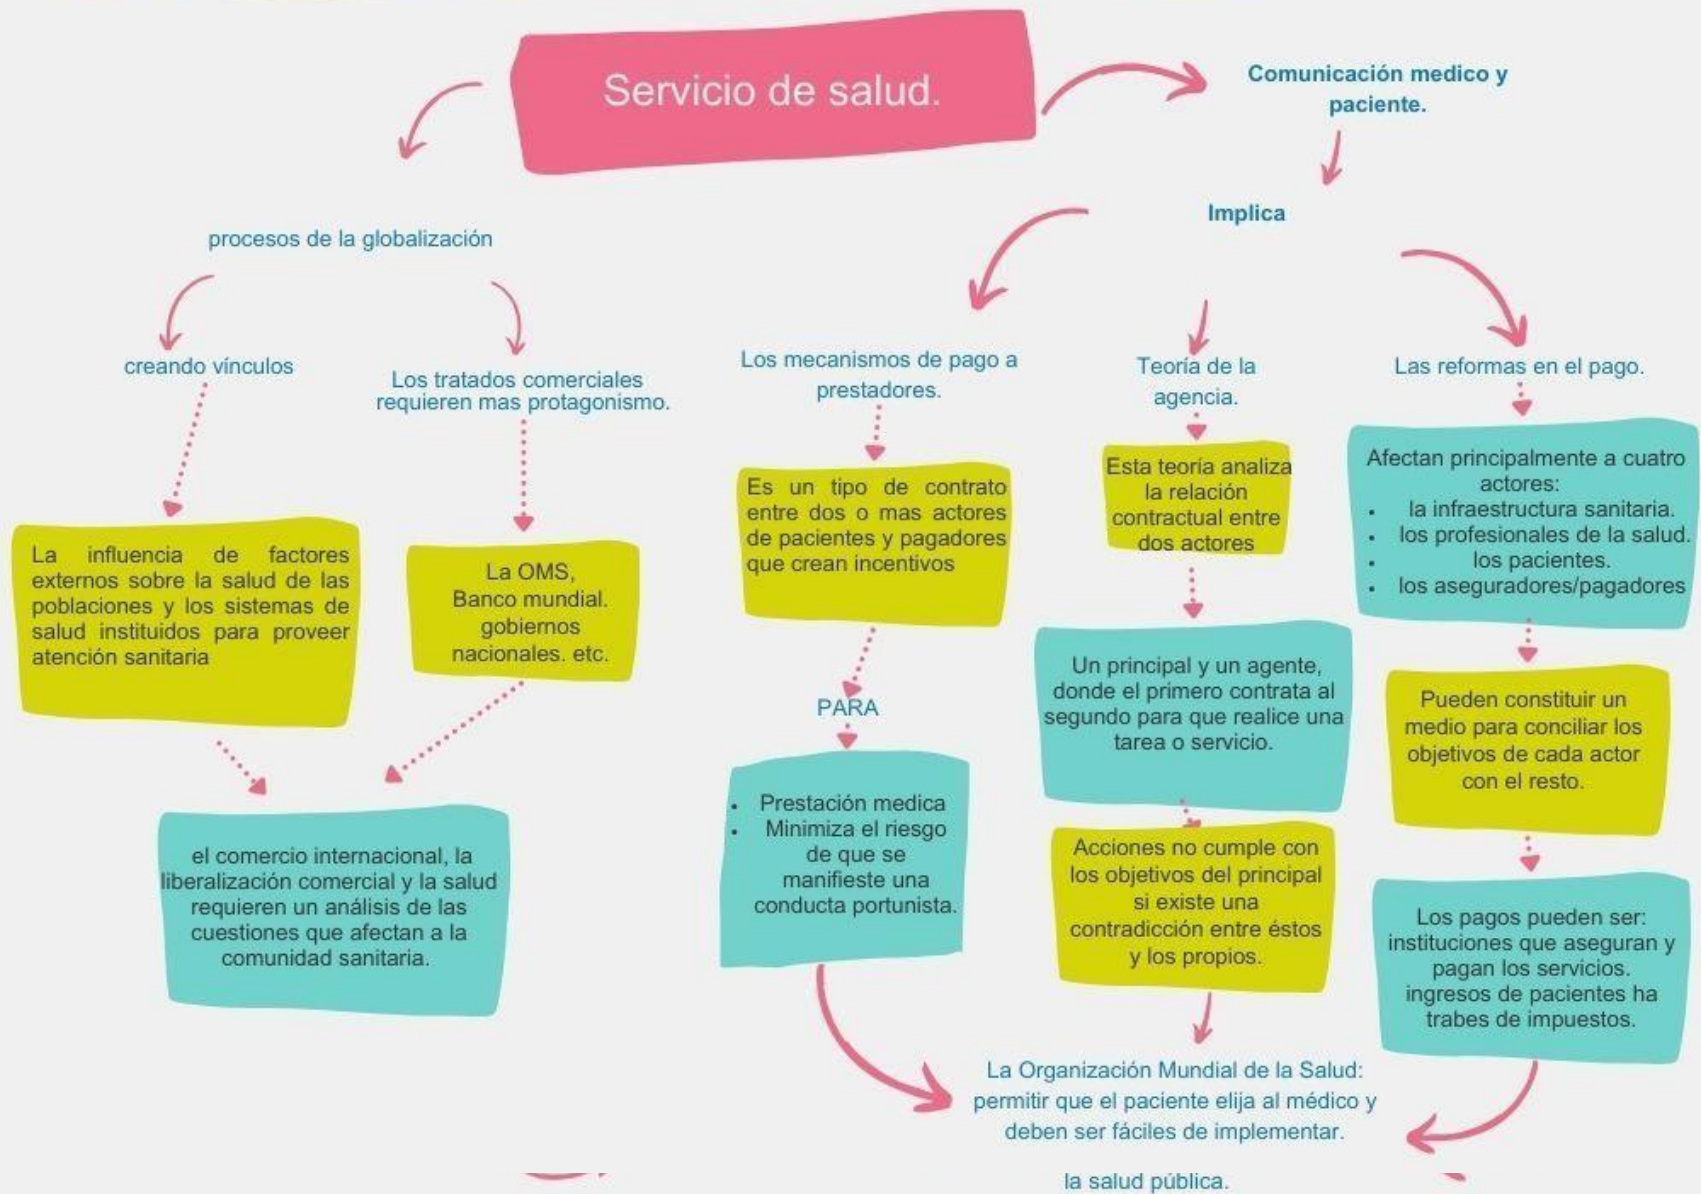 Servicio de salud.
Comunicación medico y
paciente.
Implica
procesos de la globalización
creando vínculos
Los tratados comerciales
requieren mas protagonismo.
La influencia de factores
externos sobre la salud de las
poblaciones y los sistemas de
salud instituidos para proveer
atención sanitaria
La OMS,
Banco mundial.
gobiernos
nacionales. etc.
el comercio internacional, la
liberalización comercial y la salud
requieren un análisis de las
cuestiones que afectan a la
comunidad sanitaria.
Los mecanismos de pago a
prestadores.
Es un tipo de contrato
entre dos o mas actores
de pacientes y pagadores
que crean incentivos
PARA
• Prestación medica
• Minimiza el riesgo
de que se
manifieste una
conducta portunista.
Teoría de la
agencia.
Esta teoría analiza
la relación
contractual entre
dos actores
Un principal y un agente,
donde el primero contrata al
segundo para que realice una
tarea o servicio.
Acciones no cumple con
los objetivos del principal
si existe una
contradicción entre éstos
y los propios.
Las reformas en el pago.
Afectan principalmente a cuatro
actores:
• la infraestructura sanitaria.
• los profesionales de la salud.
• los pacientes.
• los aseguradores/pagadores
Pueden constituir un
medio para conciliar los
objetivos de cada actor
con el resto.
Los pagos pueden ser:
instituciones que aseguran y
pagan los servicios.
ingresos de pacientes ha
trabes de impuestos.
La Organización Mundial de la Salud:
permitir que el paciente elija al médico y
deben ser fáciles de implementar.
la salud pública.